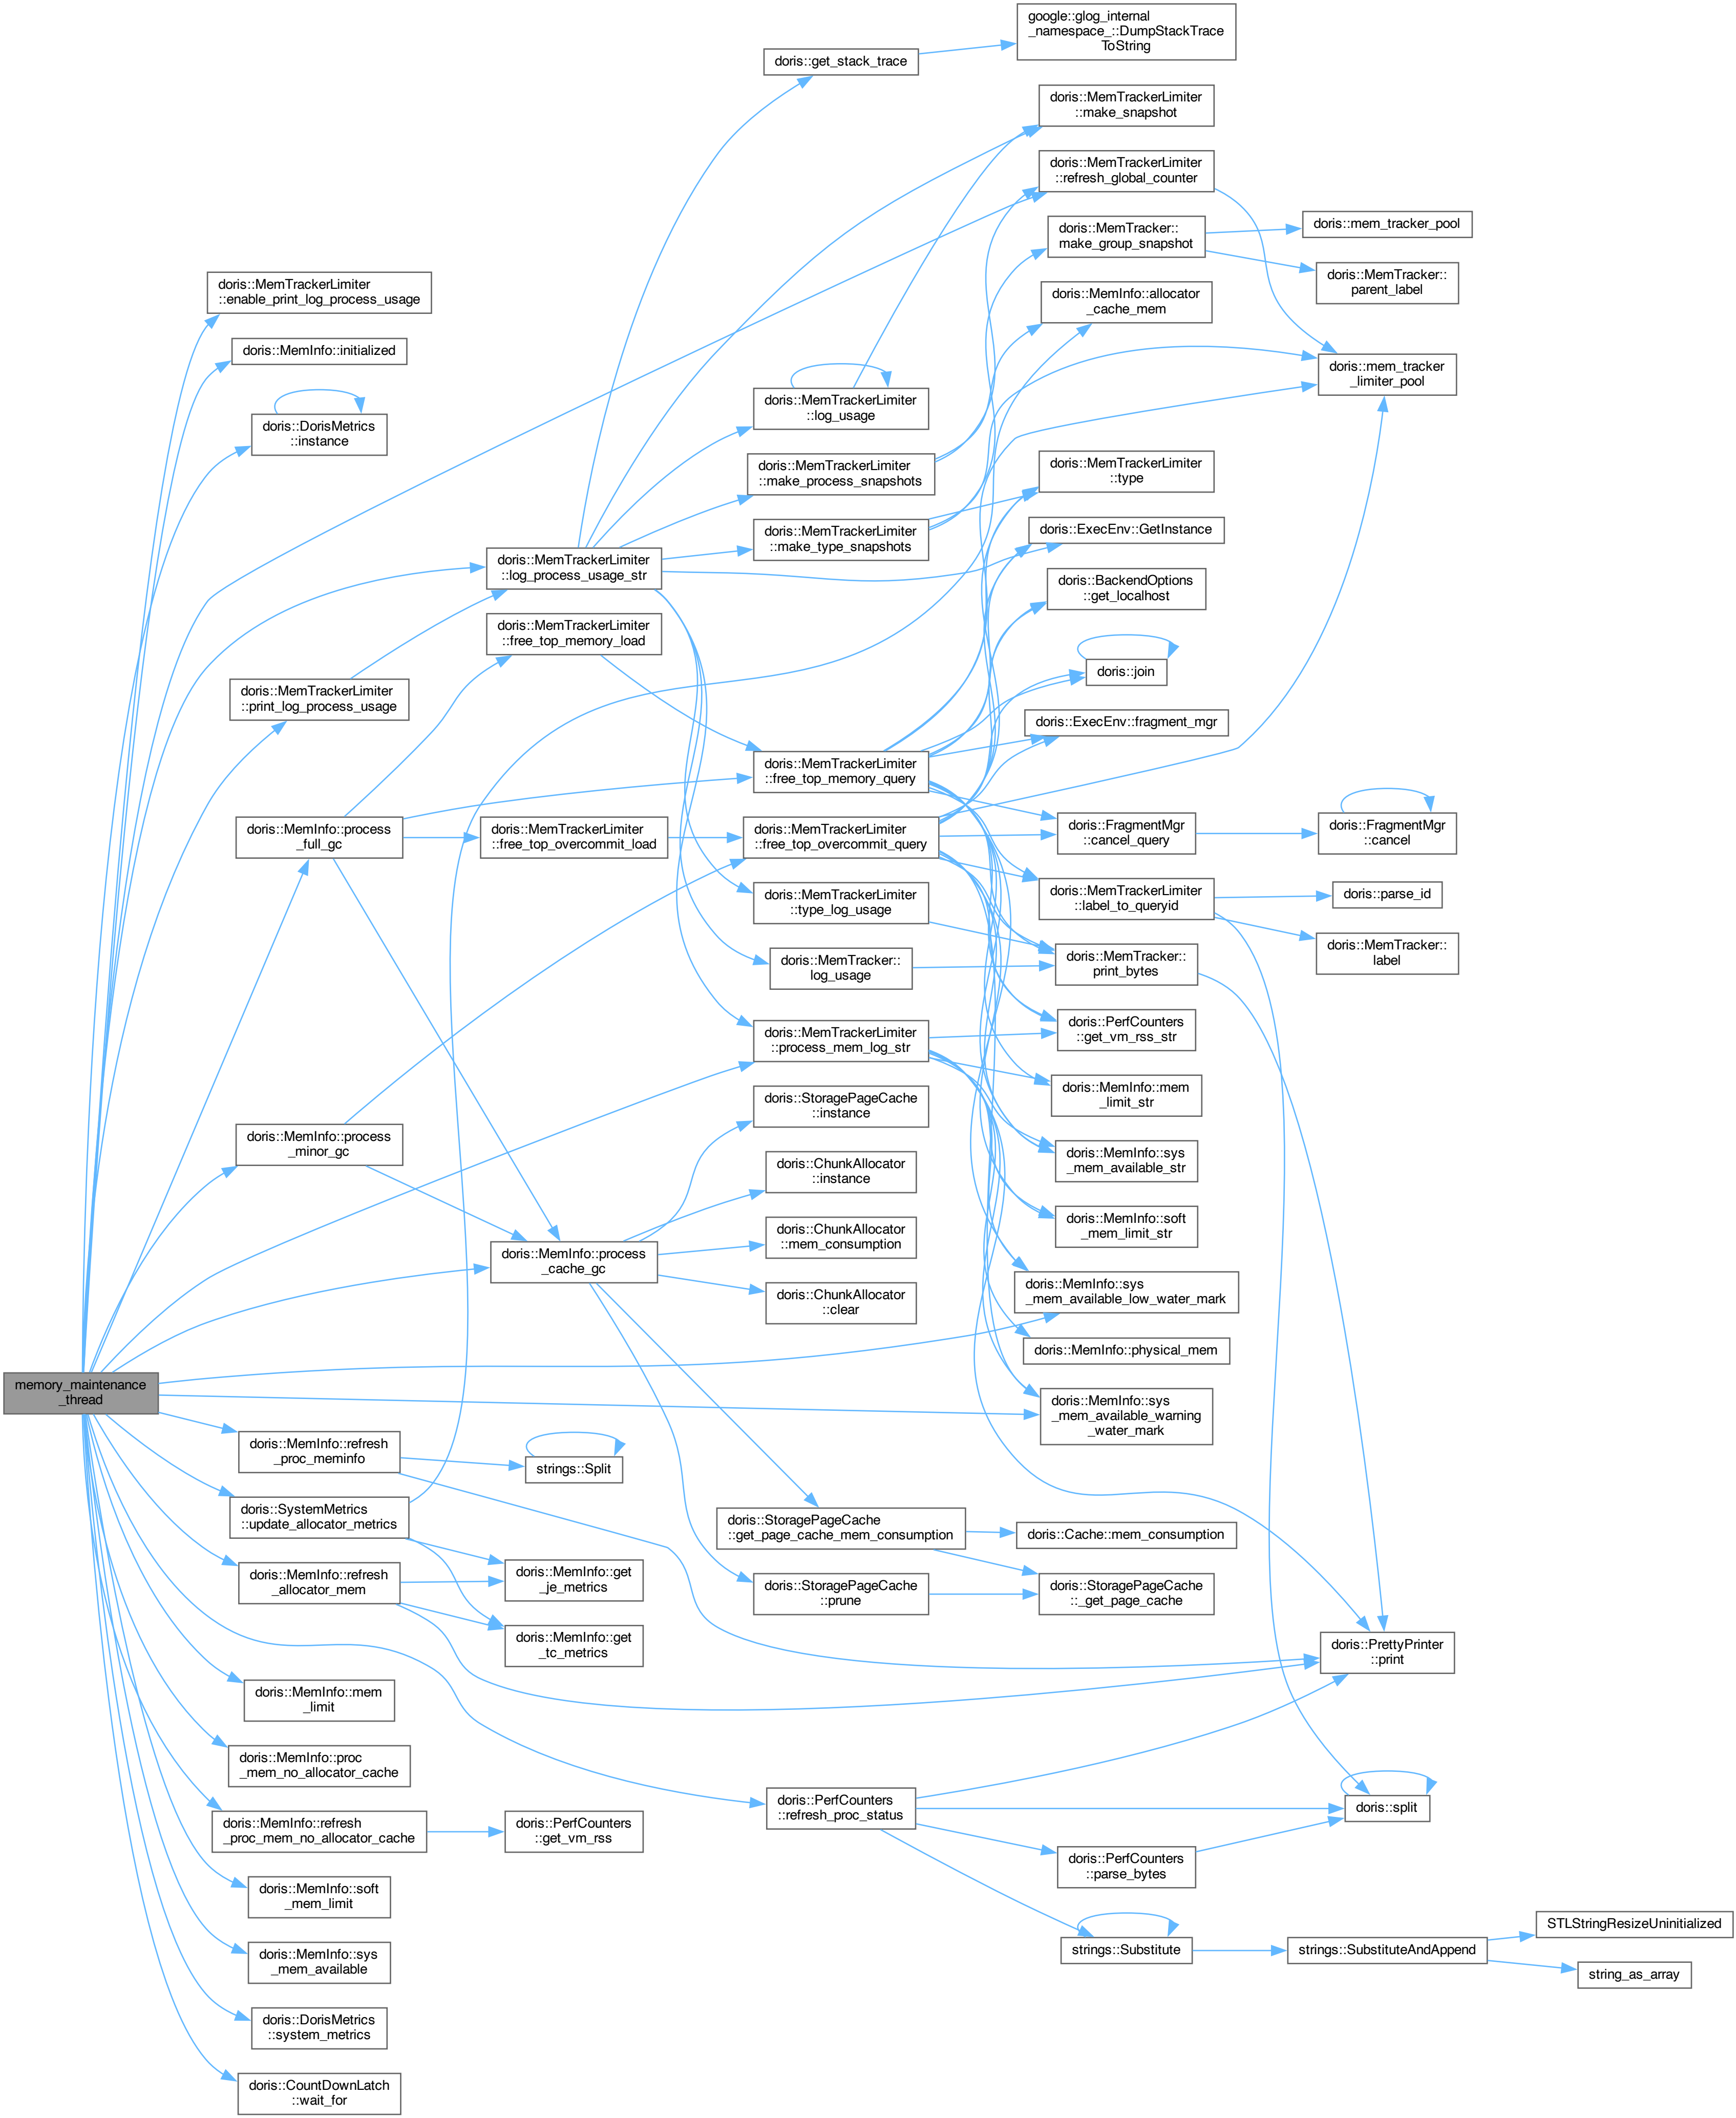 google::glog_internal
_namespace_::DumpStackTrace
ToString
doris::get_stack_trace
doris::MemTrackerLimiter
::make_snapshot
doris::MemTrackerLimiter
::refresh_global_counter
doris::MemTracker::
make_group_snapshot
doris::mem_tracker_pool
doris::MemTracker::
parent_label
doris::MemTrackerLimiter
::enable_print_log_process_usage
doris::MemInfo::allocator
_cache_mem
doris::MemInfo::initialized
doris::mem_tracker
_limiter_pool
doris::DorisMetrics
::instance
doris::MemTrackerLimiter
::log_usage
doris::MemTrackerLimiter
::make_process_snapshots
doris::MemTrackerLimiter
::type
doris::MemTrackerLimiter
::make_type_snapshots
doris::ExecEnv::GetInstance
doris::MemTrackerLimiter
::log_process_usage_str
doris::BackendOptions
::get_localhost
doris::MemTrackerLimiter
::free_top_memory_load
doris::join
doris::MemTrackerLimiter
::print_log_process_usage
doris::ExecEnv::fragment_mgr
doris::MemTrackerLimiter
::free_top_memory_query
doris::MemInfo::process
_full_gc
doris::MemTrackerLimiter
::free_top_overcommit_load
doris::MemTrackerLimiter
::free_top_overcommit_query
doris::FragmentMgr
::cancel_query
doris::FragmentMgr
::cancel
doris::MemTrackerLimiter
::type_log_usage
doris::MemTrackerLimiter
::label_to_queryid
doris::parse_id
doris::MemTracker::
label
doris::MemTracker::
log_usage
doris::MemTracker::
print_bytes
doris::MemTrackerLimiter
::process_mem_log_str
doris::PerfCounters
::get_vm_rss_str
doris::MemInfo::mem
_limit_str
doris::StoragePageCache
::instance
doris::MemInfo::process
_minor_gc
doris::MemInfo::sys
_mem_available_str
doris::ChunkAllocator
::instance
doris::MemInfo::soft
_mem_limit_str
doris::ChunkAllocator
::mem_consumption
doris::MemInfo::process
_cache_gc
doris::MemInfo::sys
_mem_available_low_water_mark
doris::ChunkAllocator
::clear
doris::MemInfo::physical_mem
memory_maintenance
_thread
doris::MemInfo::sys
_mem_available_warning
_water_mark
doris::MemInfo::refresh
_proc_meminfo
strings::Split
doris::SystemMetrics
::update_allocator_metrics
doris::StoragePageCache
::get_page_cache_mem_consumption
doris::Cache::mem_consumption
doris::MemInfo::refresh
_allocator_mem
doris::MemInfo::get
_je_metrics
doris::StoragePageCache
::prune
doris::StoragePageCache
::_get_page_cache
doris::MemInfo::get
_tc_metrics
doris::PrettyPrinter
::print
doris::MemInfo::mem
_limit
doris::MemInfo::proc
_mem_no_allocator_cache
doris::PerfCounters
::refresh_proc_status
doris::split
doris::MemInfo::refresh
_proc_mem_no_allocator_cache
doris::PerfCounters
::get_vm_rss
doris::PerfCounters
::parse_bytes
doris::MemInfo::soft
_mem_limit
STLStringResizeUninitialized
strings::Substitute
strings::SubstituteAndAppend
doris::MemInfo::sys
_mem_available
string_as_array
doris::DorisMetrics
::system_metrics
doris::CountDownLatch
::wait_for